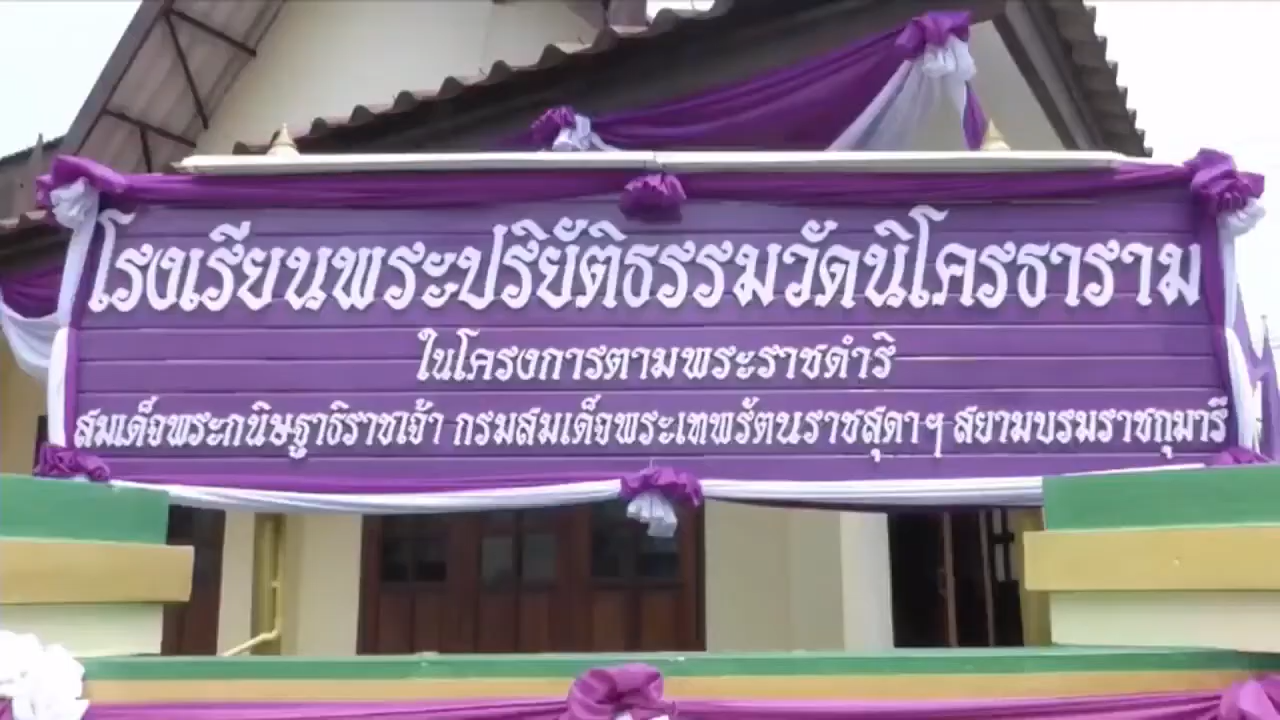 โรงเรียนพระปริยัติธรรมวัดนิโครธาราม
ในโครงการตามพระราชดำริ
สมเด็จพระกนิษฐาธิราชเจ้า กรมสมเด็จพระเทพรัตนราชสุดาฯ สยามบรมราชกุมารี